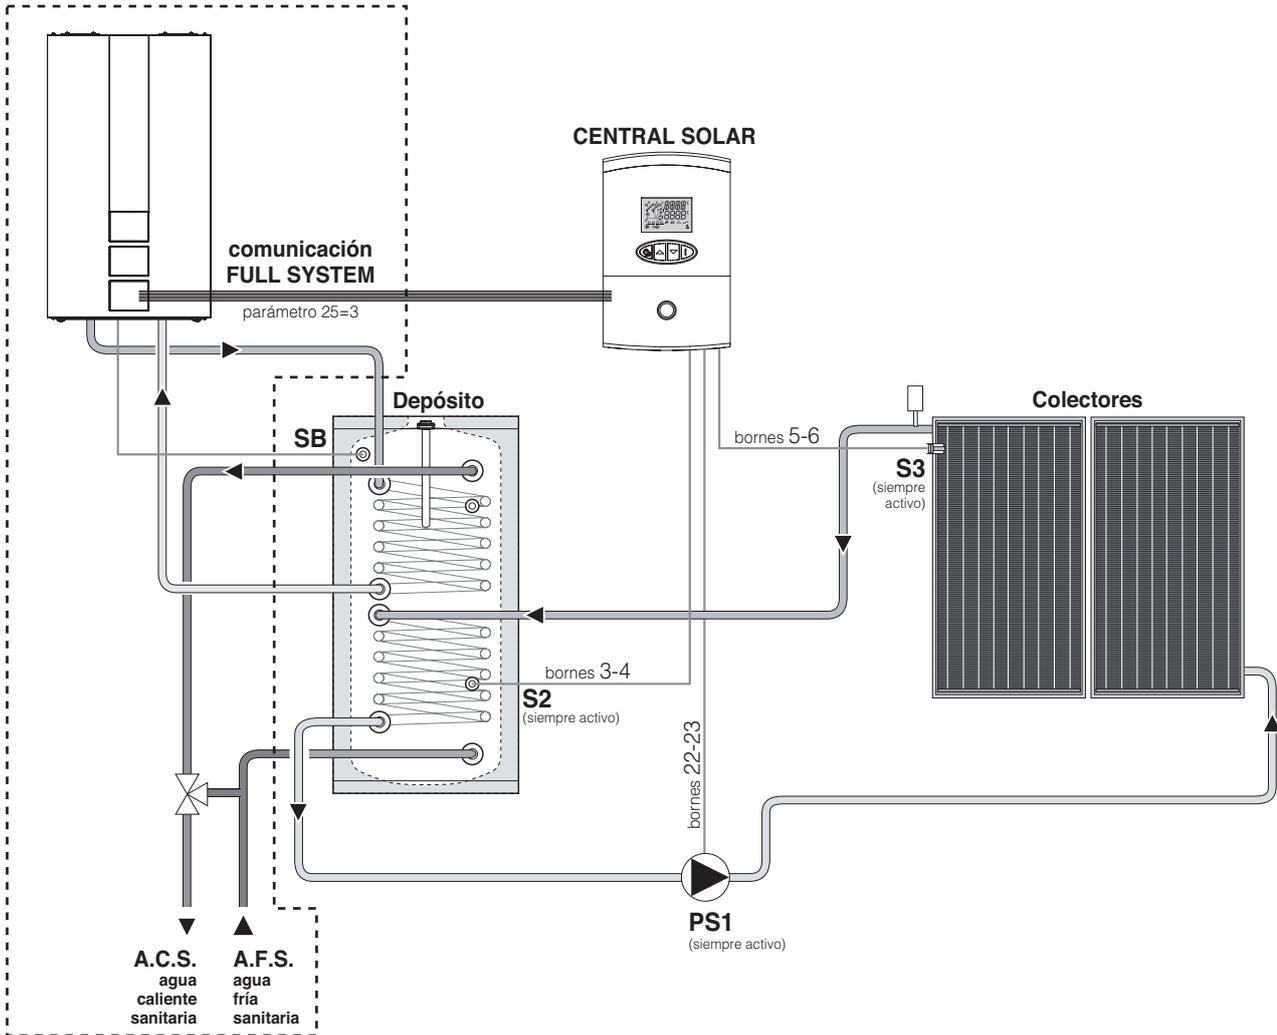 CENTRAL SOLAR
comunicación
FULL SYSTEM
parámetro 25=3
Depósito
Colectores
SB
bornes 5-6
S3
(siempre
activo)
bornes 3-4
S2
(siempre activo)
bornes 22-23
PS1
(siempre activo)
A.C.S.
agua
caliente
sanitaria
A.F.S.
agua
fría
sanitaria